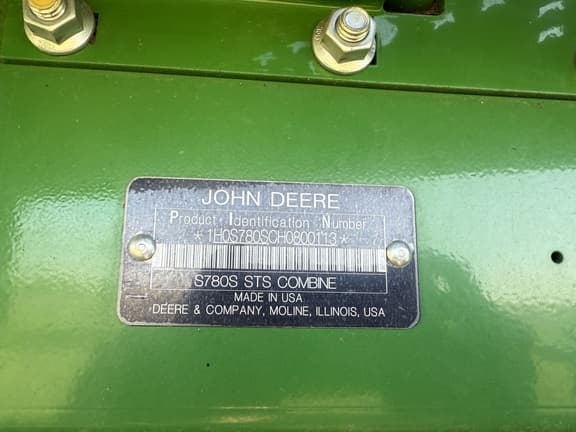 JOHN DEERE
Product Identification Number
*1H0S780SCH0800113*
S780S STS COMBINE
MADE IN USA
DEERE & COMPANY, MOLINE, ILLINOIS, USA